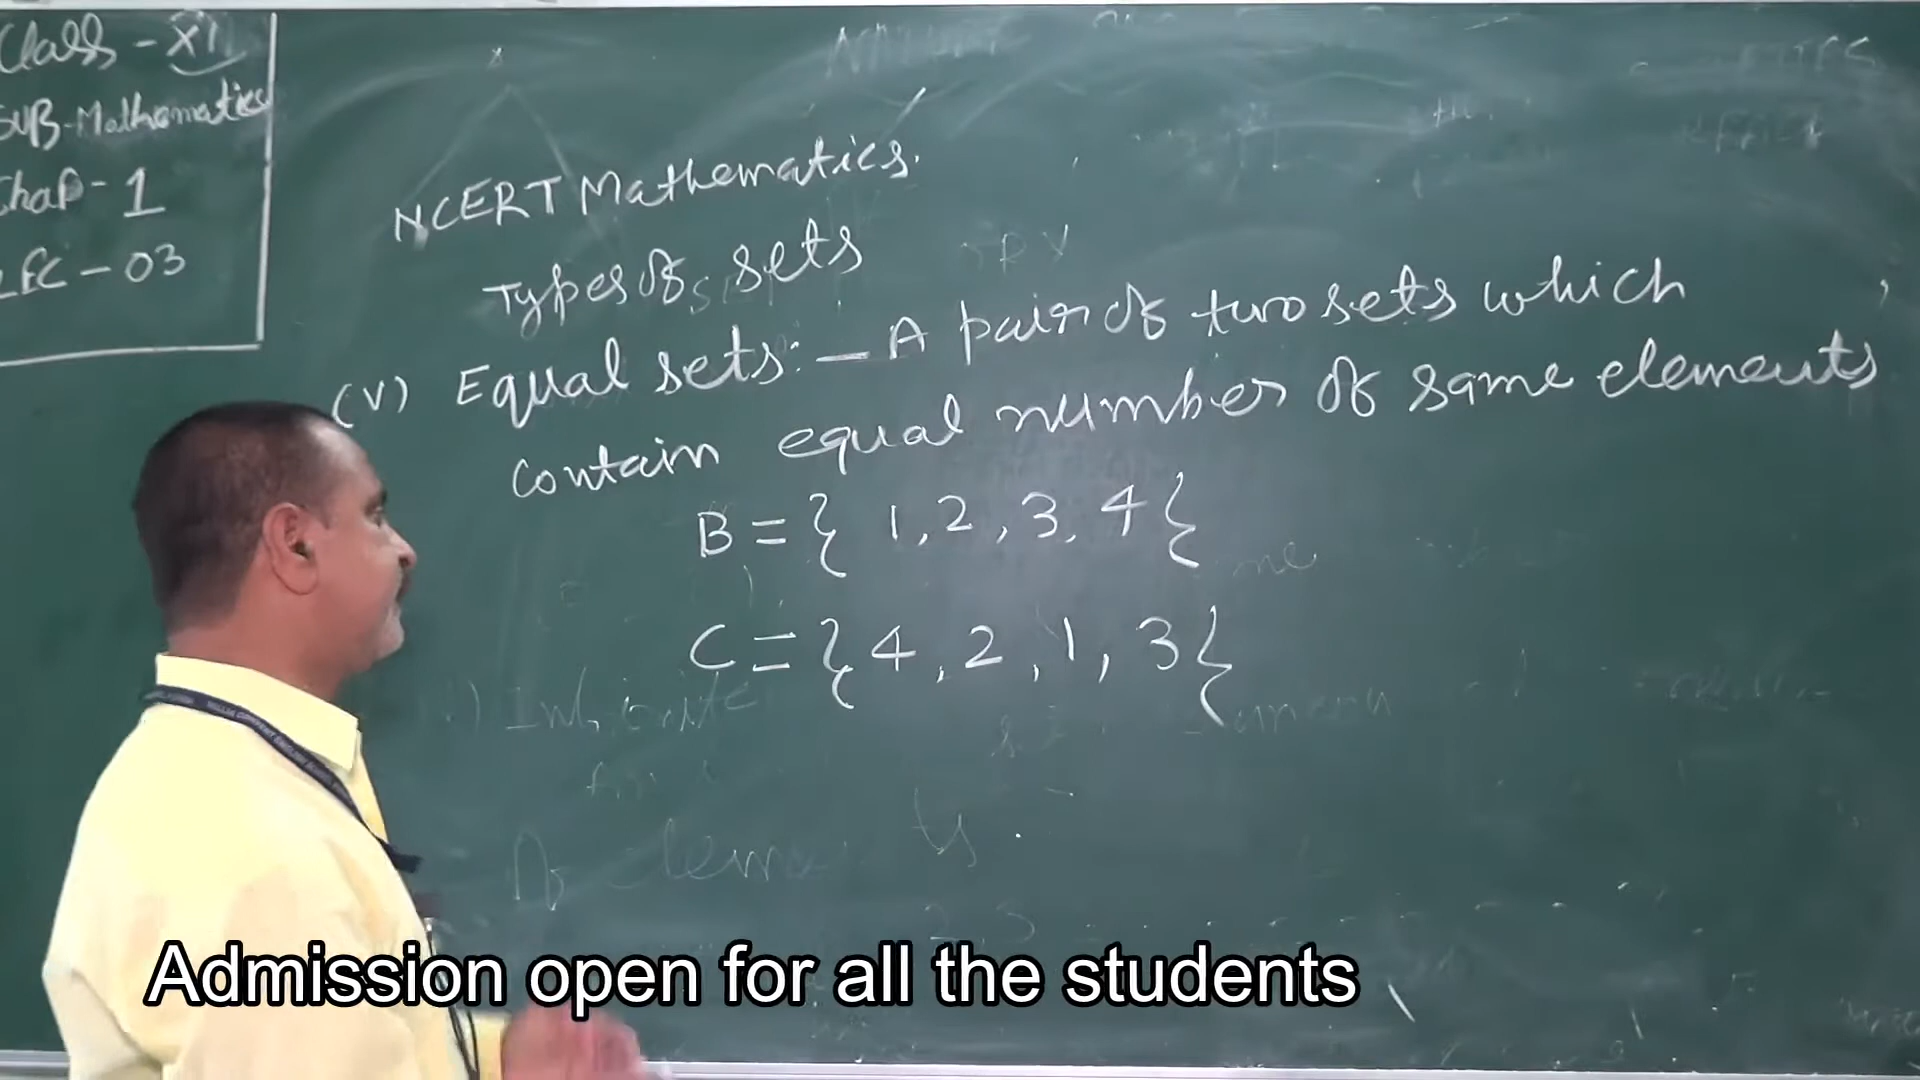 Class - XI
SUB-Mathematics
Chap - 1
LEC - 03
NCERT Mathematics.
Types of sets
(V) Equal sets: — A pair of two sets which
contain equal number of same elements
B = { 1, 2, 3, 4 {
C = { 4, 2, 1, 3 {
Admission open for all the students